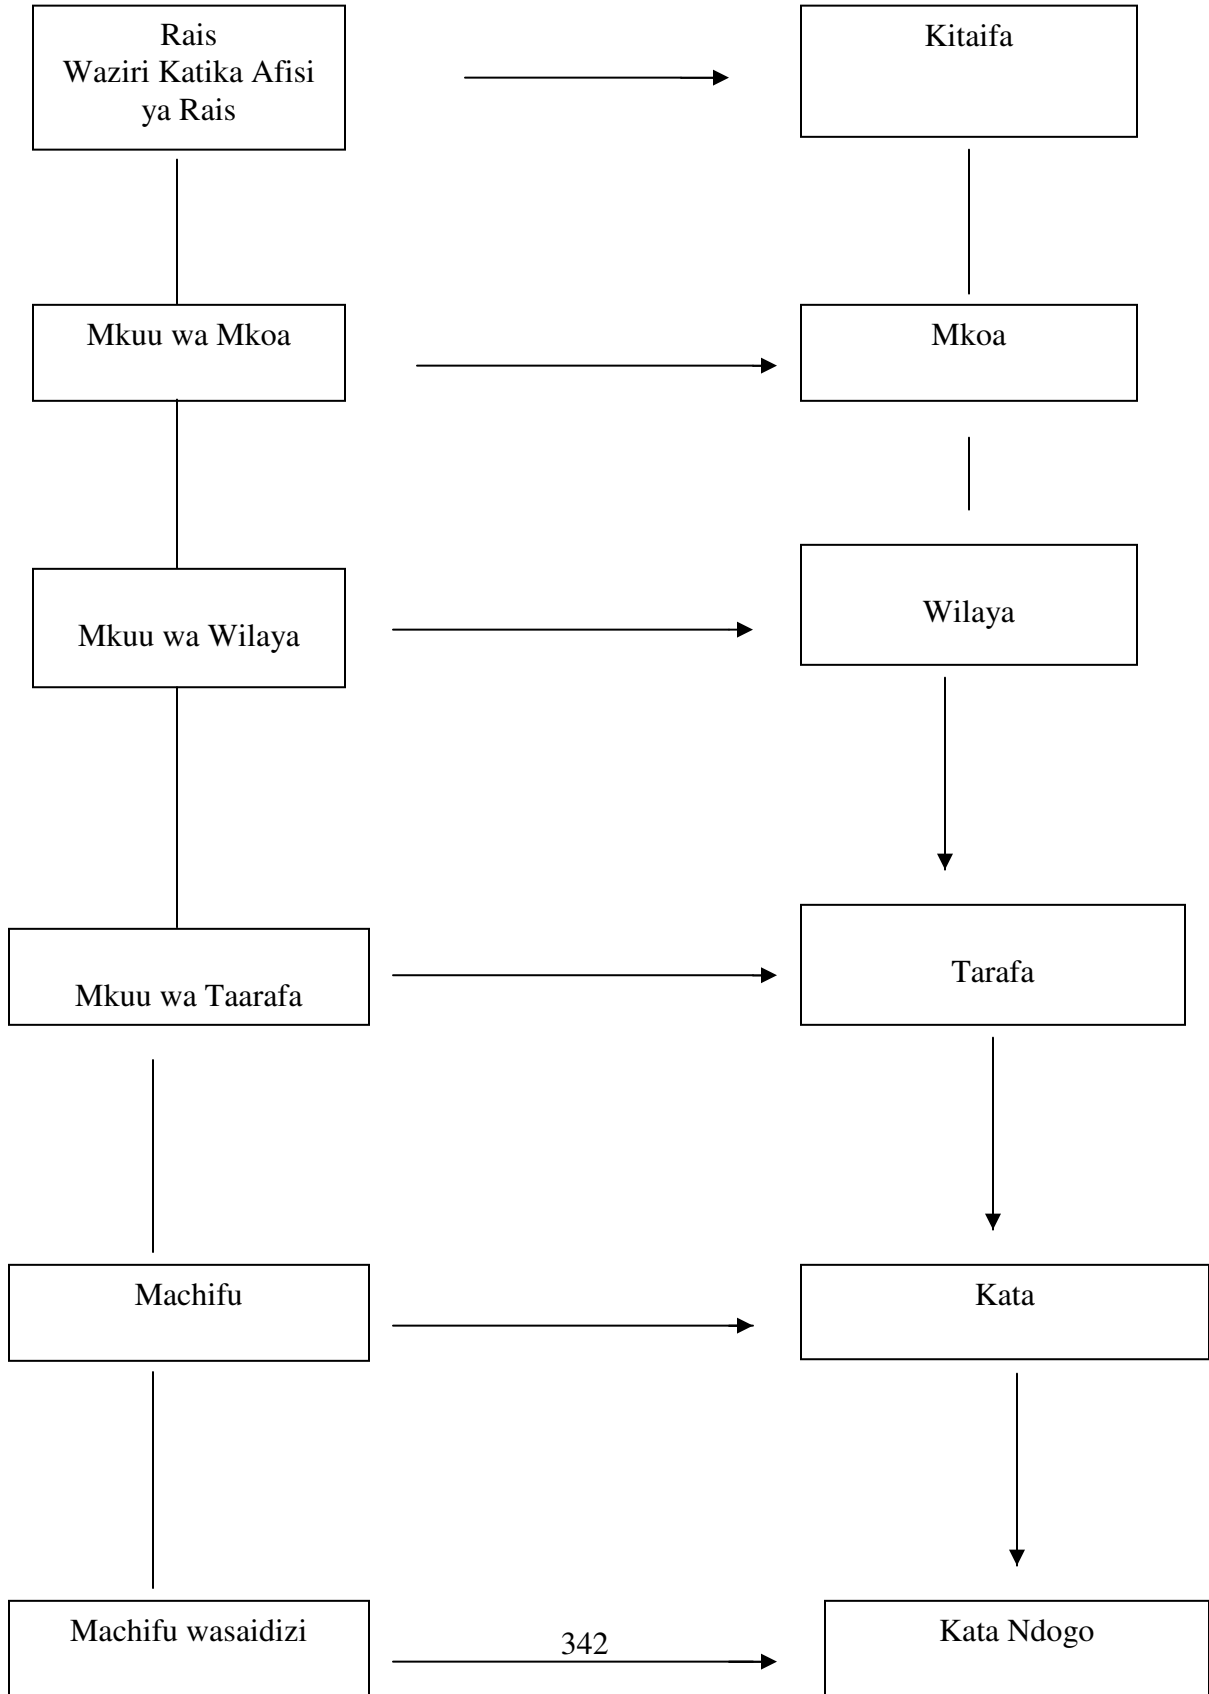 Rais
Waziri Katika Afisi
ya Rais
Kitaifa
Mkuu wa Mkoa
Mkoa
Mkuu wa Wilaya
Wilaya
Mkuu wa Taarafa
Tarafa
Machifu
Kata
Machifu wasaidizi
342
Kata Ndogo